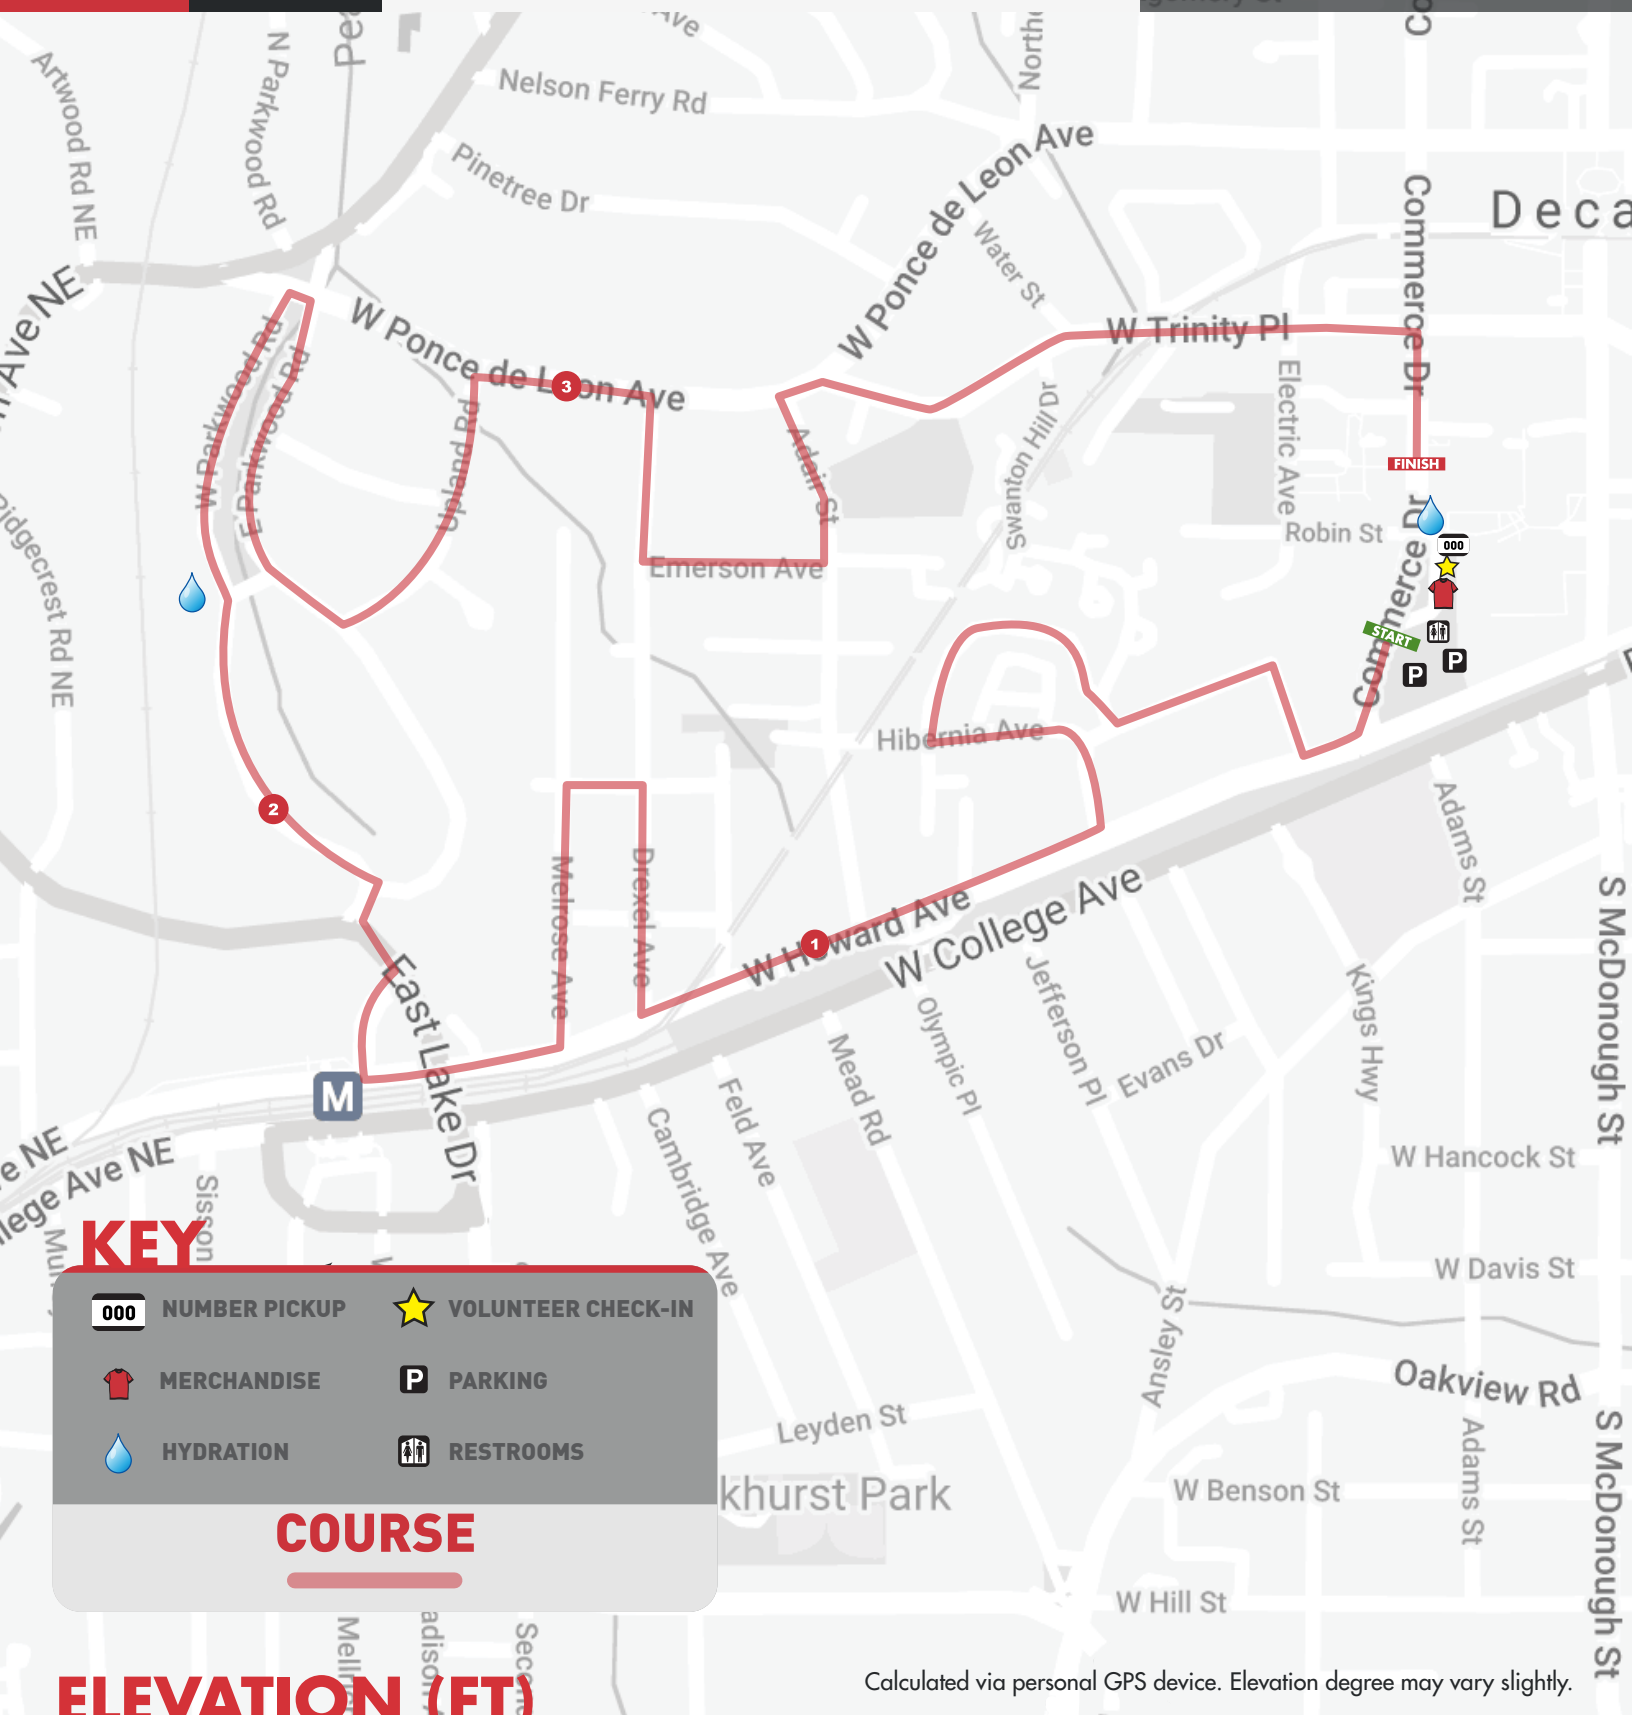 Artwood Rd NE
N Parkwood Rd
Nelson Ferry Rd
Pinetree Dr
W Ponce de Leon Ave
Water St
Commerce Dr
W Parkwood Rd
E Parkwood Rd
W Ponce de Leon Ave
3
Upland Rd
Adair St
Emerson Ave
W Trinity Pl
Swanton Hill Dr
Electric Ave
FINISH
Robin St
000
START
Commerce Dr
P
P
Ridgecrest Rd NE
Hibernia Ave
2
Melrose Ave
Drexel Ave
W Howard Ave
1
W College Ave
Adams St
S McDonough St
Kings Hwy
Jefferson Pl
Olympic Pl
Evans Dr
Mead Rd
Feld Ave
Cambridge Ave
East Lake Dr
M
W Hancock St
W Davis St
Ansley St
Oakview Rd
Adams St
S McDonough St
Leyden St
khurst Park
W Benson St
W Hill St
Sisson
KEY
000 NUMBER PICKUP
VOLUNTEER CHECK-IN
MERCHANDISE
P PARKING
HYDRATION
RESTROOMS
COURSE
Calculated via personal GPS device. Elevation degree may vary slightly.
ELEVATION (FT)